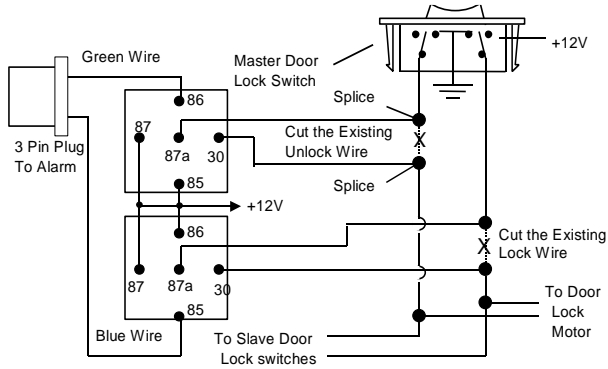 Green Wire
Master Door
Lock Switch
+12V
Splice
86
87
87a
30
3 Pin Plug
To Alarm
Cut the Existing
Unlock Wire
X
85
Splice
+12V
86
Cut the Existing
Lock Wire
X
87
87a
30
85
To Door
Lock
Motor
Blue Wire
To Slave Door
Lock switches